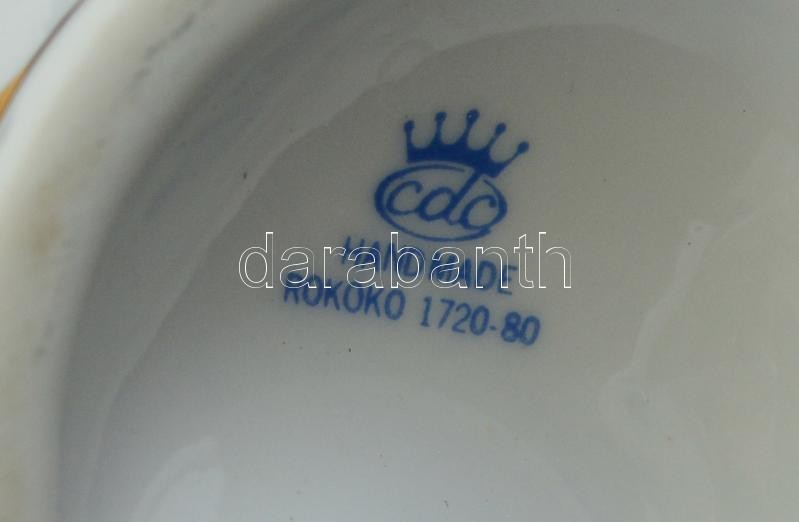 cdc
HAND MADE
ROKOKO 1720-80
darabanth